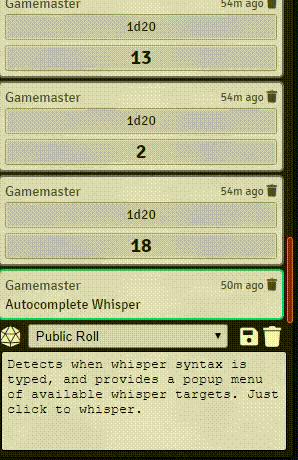 Gamemaster 54m ago
1d20
13
Gamemaster 54m ago
1d20
2
Gamemaster 54m ago
1d20
18
Gamemaster 50m ago
Autocomplete Whisper
Public Roll
Detects when whisper syntax is
typed, and provides a popup menu
of available whisper targets. Just
click to whisper.